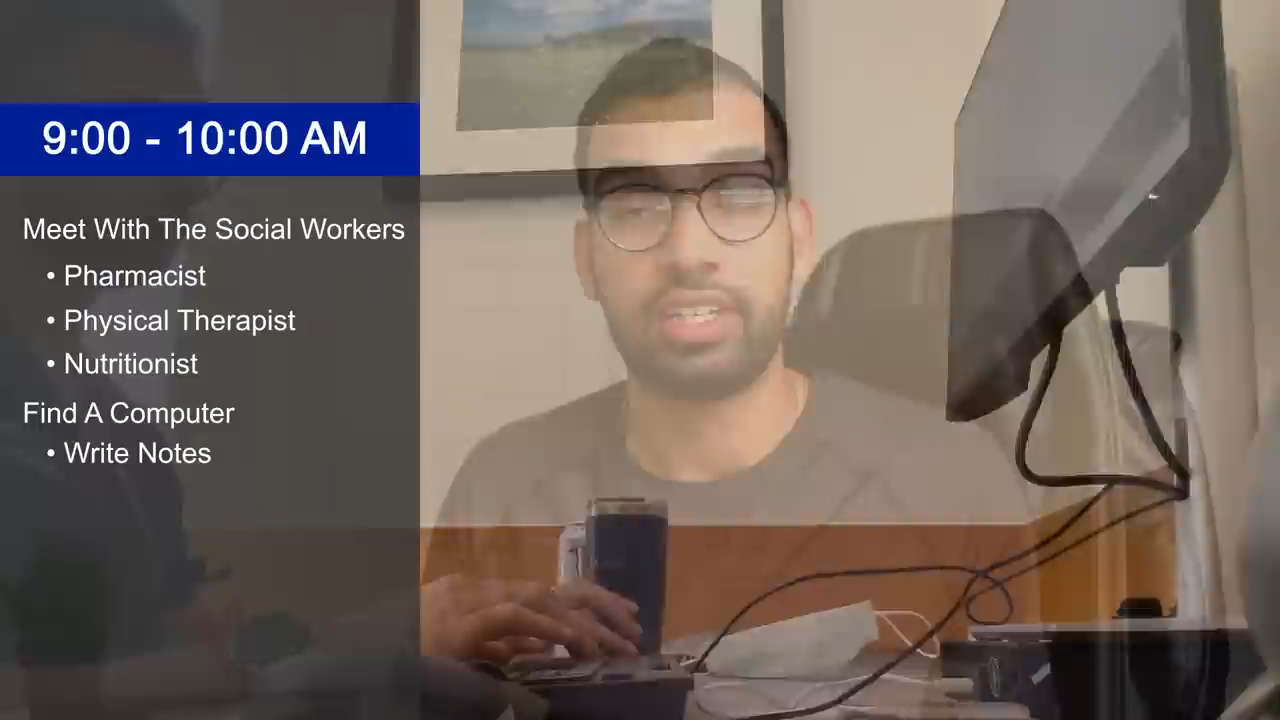 9:00 - 10:00 AM
Meet With The Social Workers
• Pharmacist
• Physical Therapist
• Nutritionist
Find A Computer
• Write Notes